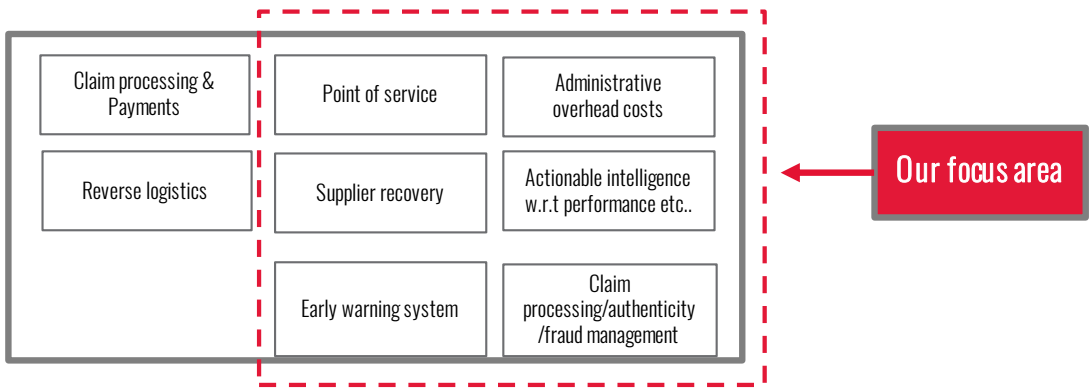 Claim processing &
Payments
Point of service
Administrative
overhead costs
Reverse logistics
Supplier recovery
Actionable intelligence
w.r.t performance etc..
Early warning system
Claim
processing/authenticity
/fraud management
Our focus area